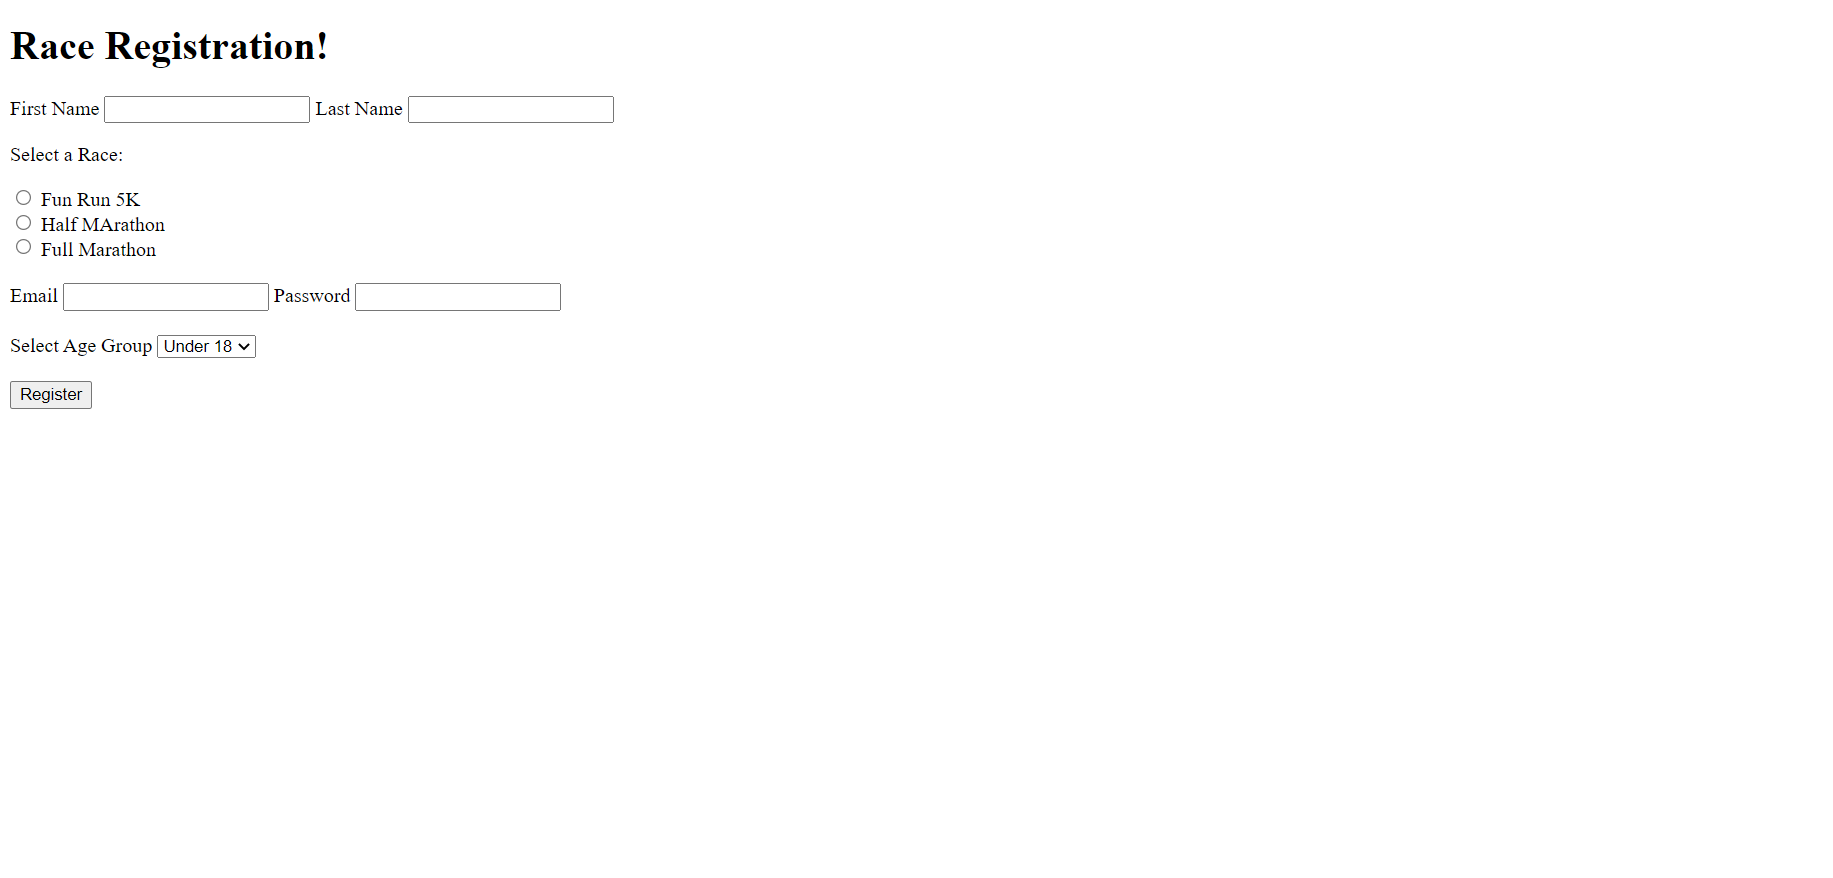 Race Registration!
First Name Last Name
Select a Race:
Fun Run 5K
Half MArathon
Full Marathon
Email Password
Select Age Group Under 18
Register